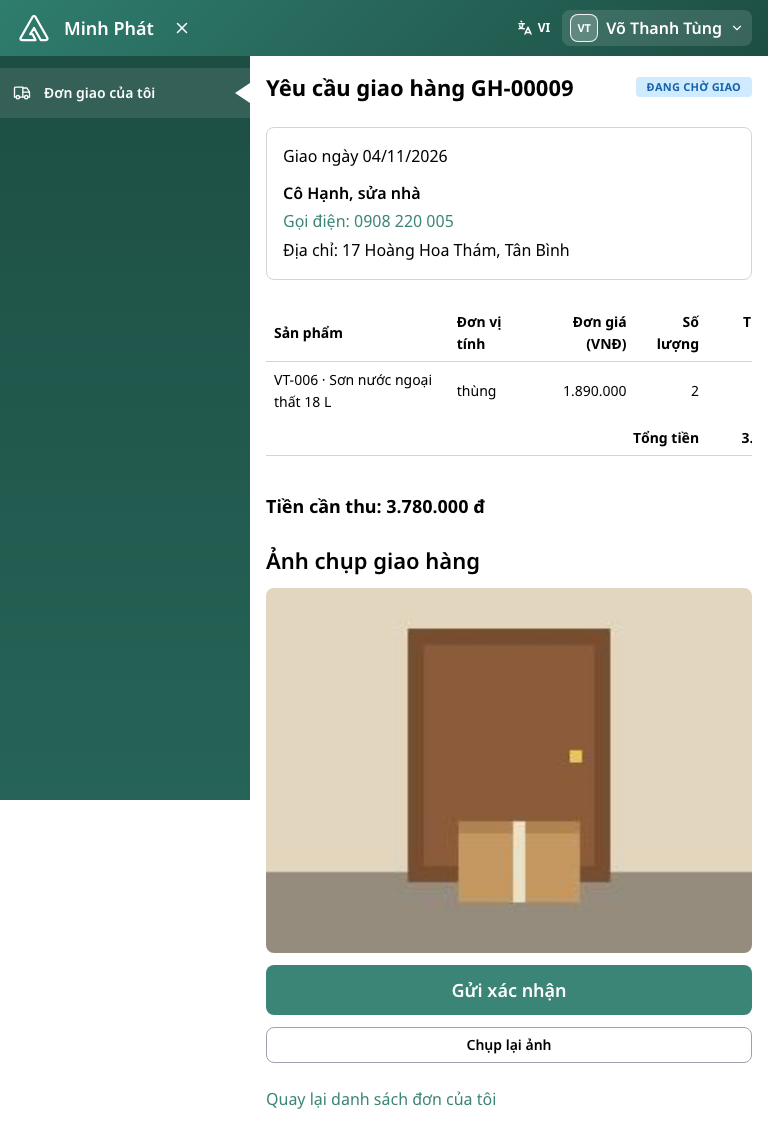 Minh Phát
VI
VT
Võ Thanh Tùng
Đơn giao của tôi
Yêu cầu giao hàng GH-00009
ĐANG CHỜ GIAO
Giao ngày 04/11/2026
Cô Hạnh, sửa nhà
Gọi điện: 0908 220 005
Địa chỉ: 17 Hoàng Hoa Thám, Tân Bình
Sản phẩm
Đơn vị
tính
Đơn giá
(VNĐ)
Số
lượng
T
VT-006 · Sơn nước ngoại
thất 18 L
thùng
1.890.000
2
Tổng tiền
3.
Tiền cần thu: 3.780.000 đ
Ảnh chụp giao hàng
Gửi xác nhận
Chụp lại ảnh
Quay lại danh sách đơn của tôi